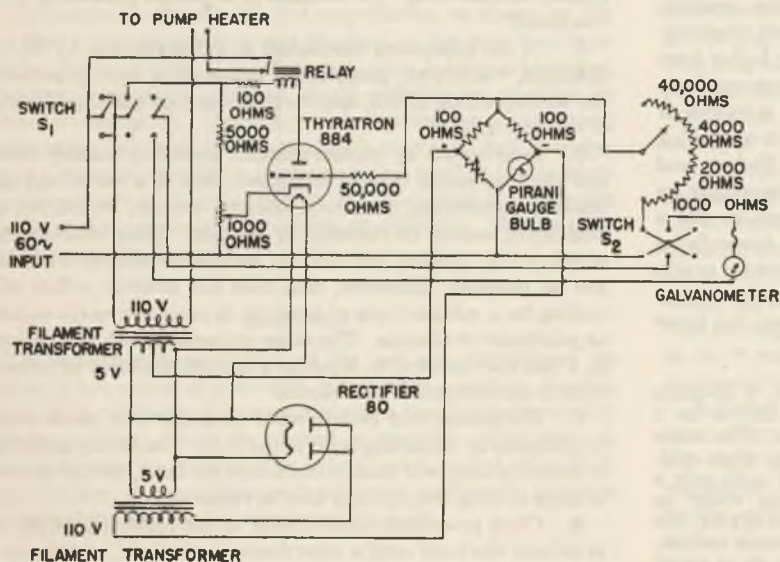 TO PUMP HEATER
RELAY
100
OHMS
5000
OHMS
THYRATRON
884
SWITCH
S1
1000
OHMS
50,000
OHMS
100
OHMS
100
OHMS
+
-
PIRANI
GAUGE
BULB
40,000
OHMS
4000
OHMS
2000
OHMS
1000 OHMS
SWITCH
S2
GALVANOMETER
110 V
60~
INPUT
110 V
FILAMENT
TRANSFORMER
5 V
RECTIFIER
80
5 V
110 V
FILAMENT TRANSFORMER